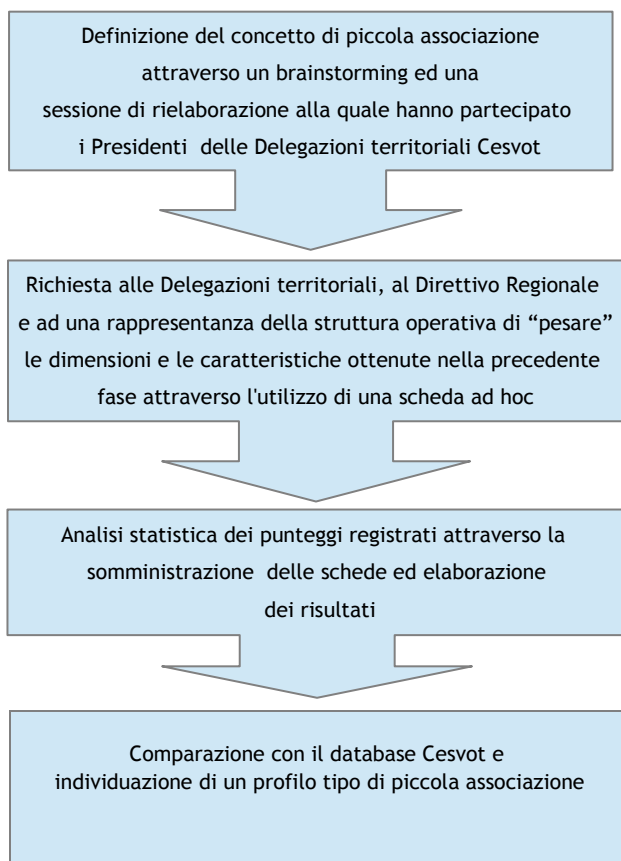 Definizione del concetto di piccola associazione
attraverso un brainstorming ed una
sessione di rielaborazione alla quale hanno partecipato
i Presidenti delle Delegazioni territoriali Cesvot
Richiesta alle Delegazioni territoriali, al Direttivo Regionale
e ad una rappresentanza della struttura operativa di “pesare”
le dimensioni e le caratteristiche ottenute nella precedente
fase attraverso l'utilizzo di una scheda ad hoc
Analisi statistica dei punteggi registrati attraverso la
somministrazione delle schede ed elaborazione
dei risultati
Comparazione con il database Cesvot e
individuazione di un profilo tipo di piccola associazione